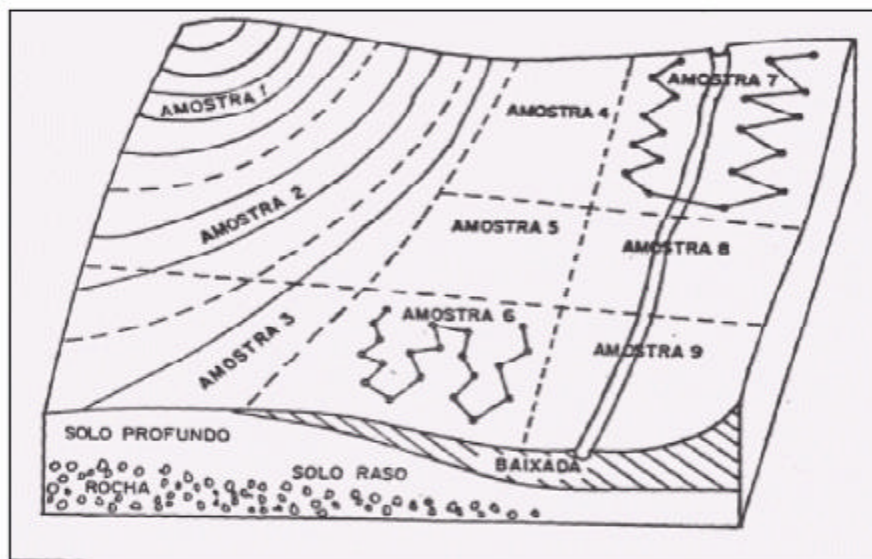 AMOSTRA 1
AMOSTRA 4
AMOSTRA 7
AMOSTRA 2
AMOSTRA 5
AMOSTRA 8
AMOSTRA 3
AMOSTRA 6
AMOSTRA 9
SOLO PROFUNDO
SOLO RASO
BAIXADA
ROCHA